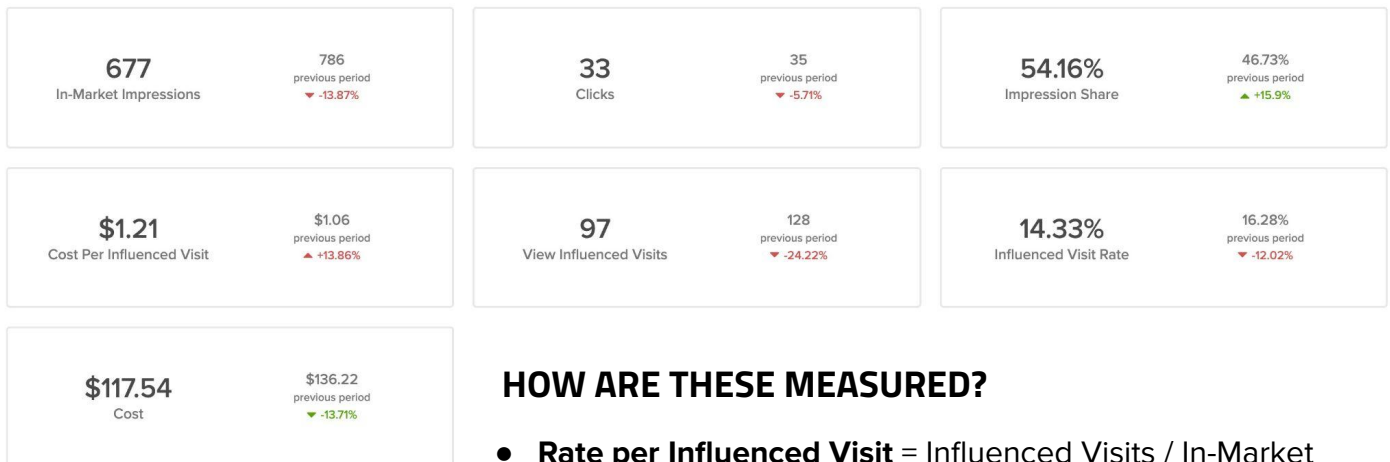 677
In-Market Impressions
786
previous period
▼ -13.87%
33
Clicks
35
previous period
▼ -5.71%
54.16%
Impression Share
46.73%
previous period
▲ +15.9%
$1.21
Cost Per Influenced Visit
$1.06
previous period
▲ +13.86%
97
View Influenced Visits
128
previous period
▼ -24.22%
14.33%
Influenced Visit Rate
16.28%
previous period
▼ -12.02%
$117.54
Cost
$136.22
previous period
▼ -13.71%
HOW ARE THESE MEASURED?
● Rate per Influenced Visit = Influenced Visits / In-Market